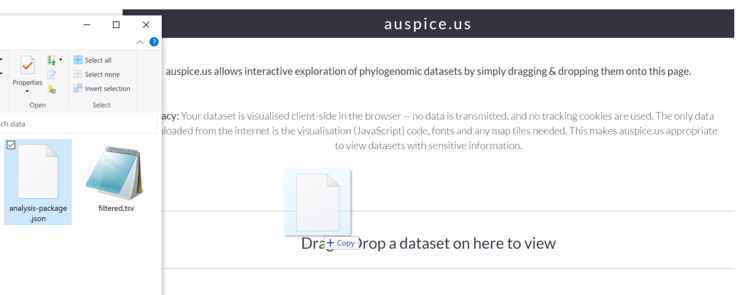 auspice.us
?
Select all
Select none
Invert selection
Properties
Open
Select
ch data
analysis-package
.json
filtered.tsv
auspice.us allows interactive exploration of phylogenomic datasets by simply dragging & dropping them onto this page.
acy: Your dataset is visualised client-side in the browser -- no data is transmitted, and no tracking cookies are used. The only data
loaded from the internet is the visualisation (JavaScript) code, fonts and any map tiles needed. This makes auspice.us appropriate
to view datasets with sensitive information.
Drag Drop a dataset on here to view
+ Copy